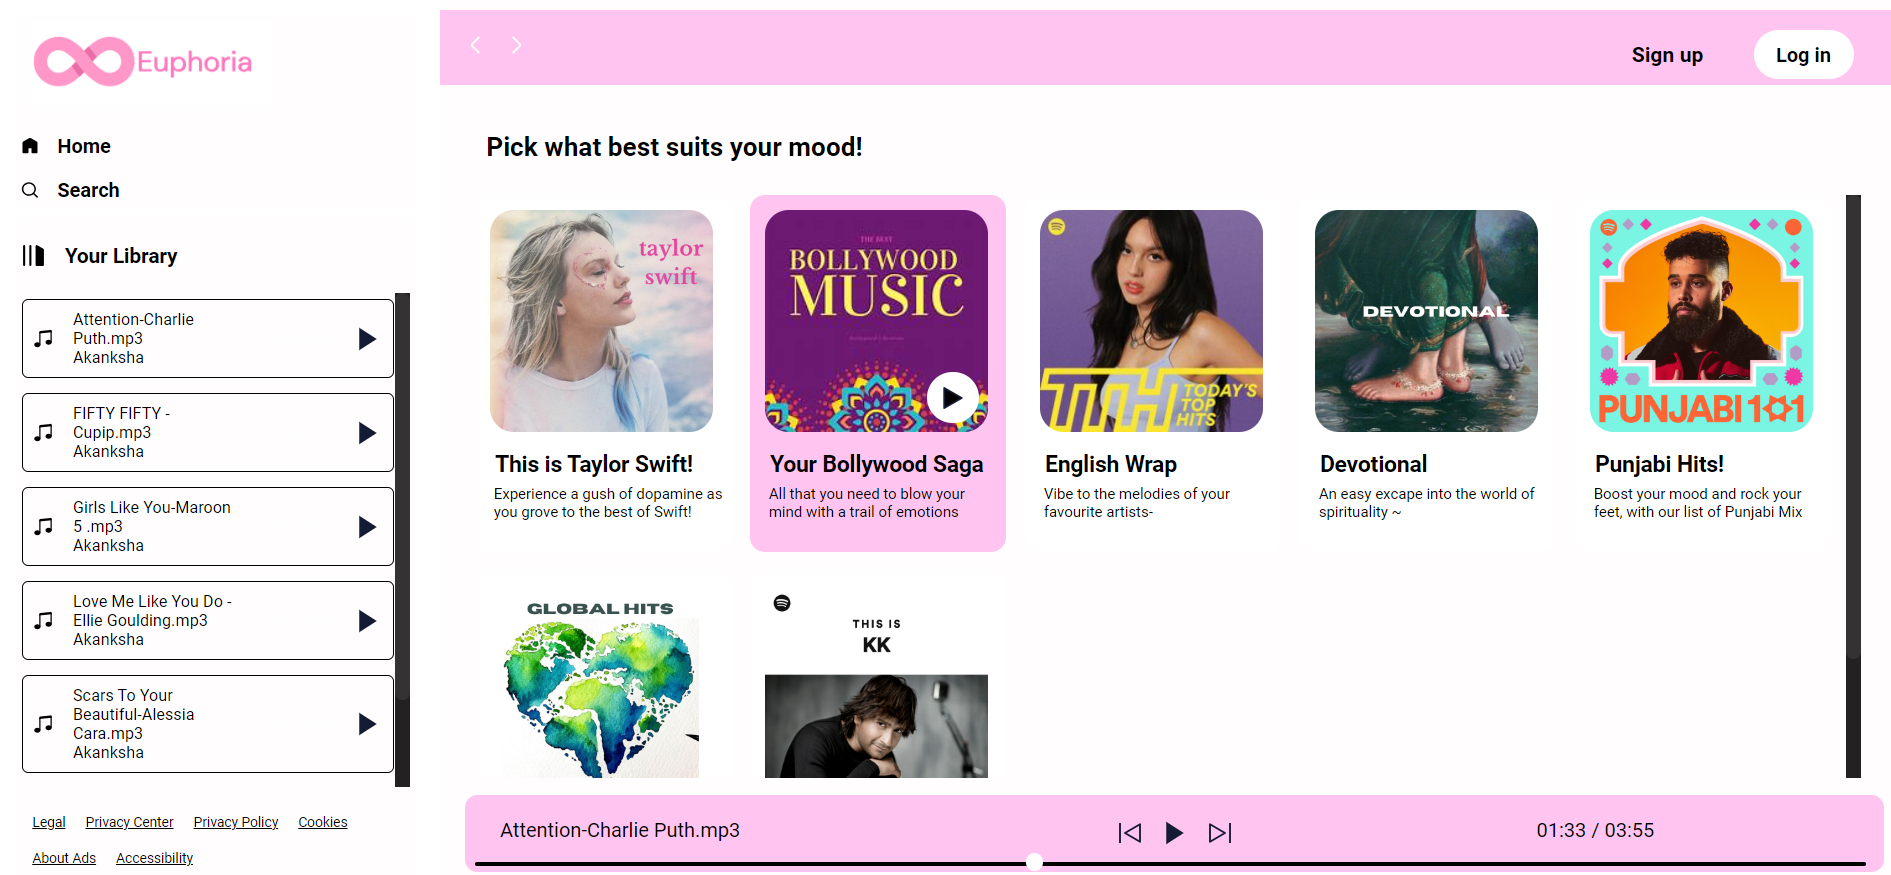 Euphoria
Home
Search
Your Library
Attention-Charlie
Puth.mp3
Akanksha
FIFTY FIFTY -
Cupip.mp3
Akanksha
Girls Like You-Maroon
5 .mp3
Akanksha
Love Me Like You Do -
Ellie Goulding.mp3
Akanksha
Scars To Your
Beautiful-Alessia
Cara.mp3
Akanksha
Legal Privacy Center Privacy Policy Cookies
About Ads Accessibility
Sign up Log in
Pick what best suits your mood!
taylor
swift
This is Taylor Swift!
Experience a gush of dopamine as
you grove to the best of Swift!
THE BEST
BOLLYWOOD
MUSIC
Your Bollywood Saga
All that you need to blow your
mind with a trail of emotions
TTH TODAY'S
TOP
HITS
English Wrap
Vibe to the melodies of your
favourite artists-
DEVOTIONAL
Devotional
An easy excape into the world of
spirituality ~
PUNJABI 101
Punjabi Hits!
Boost your mood and rock your
feet, with our list of Punjabi Mix
GLOBAL HITS
THIS IS
KK
Attention-Charlie Puth.mp3
01:33 / 03:55